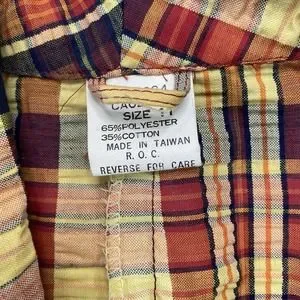 SIZE
65%POLYESTER
35%COTTON
MADE IN TAIWAN
R. O. C.
REVERSE FOR CARE